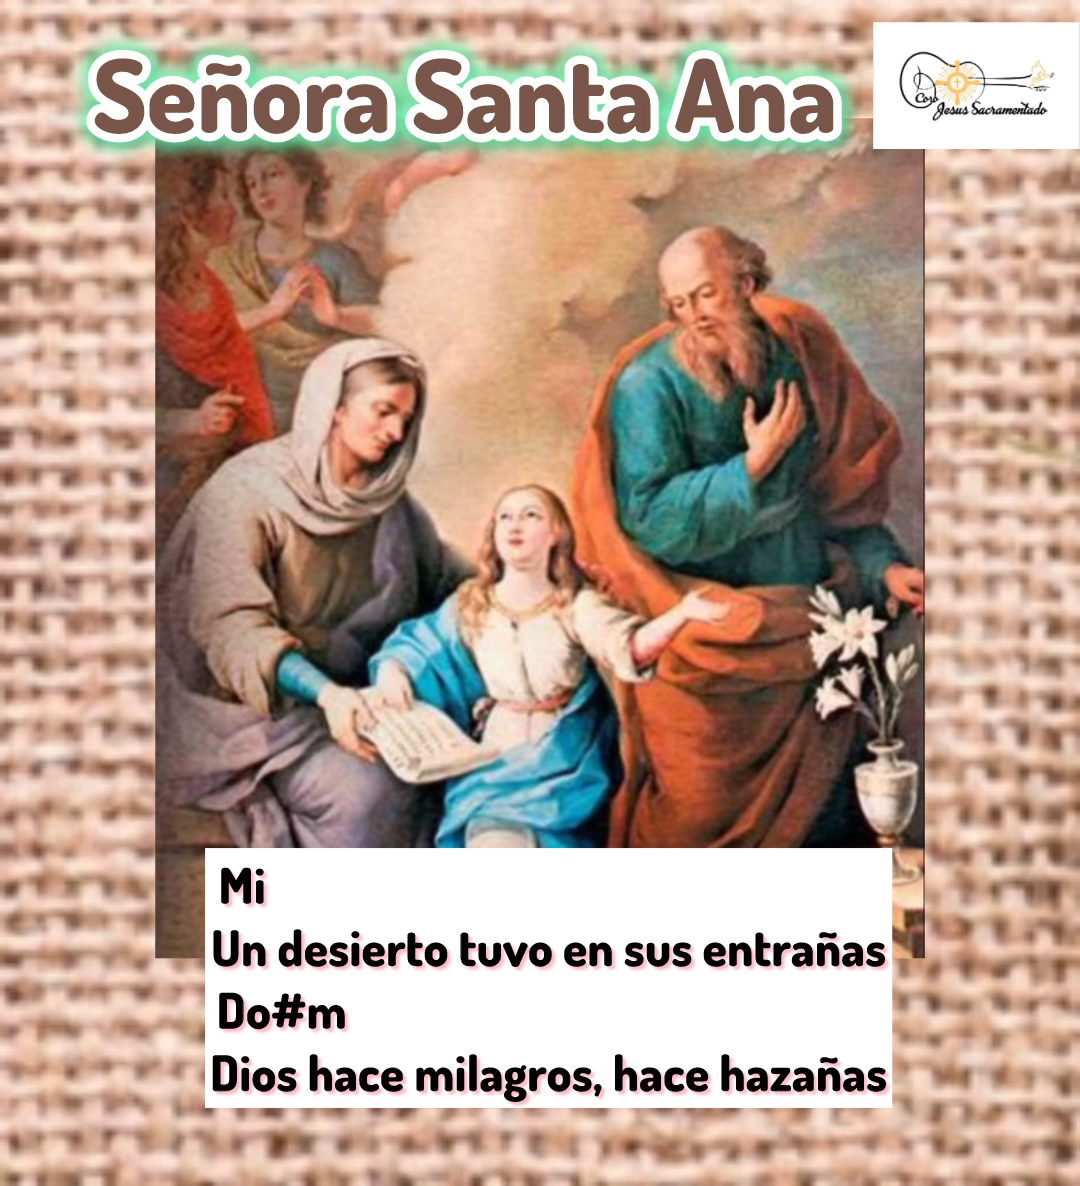 Señora Santa Ana
Coro
Jesus Sacramentado
Mi
Un desierto tuvo en sus entrañas
Do#m
Dios hace milagros, hace hazañas